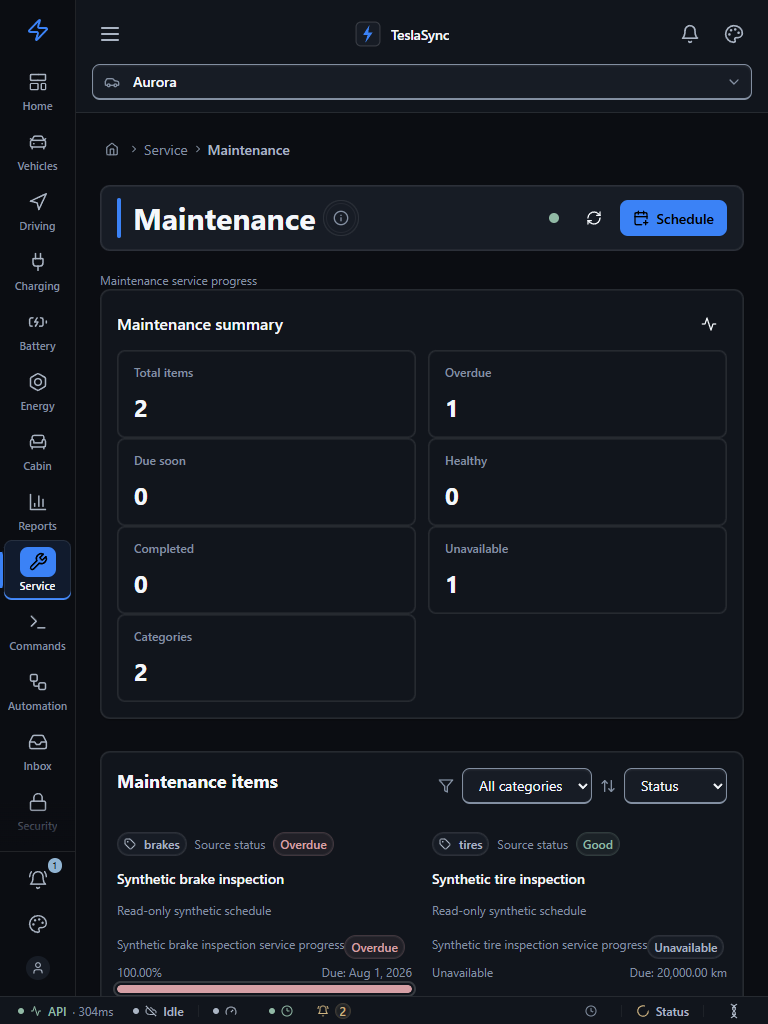 TeslaSync
Aurora
Home
Vehicles
Driving
Charging
Battery
Energy
Cabin
Reports
Service
Commands
Automation
Inbox
Security
1
Service
Maintenance
Maintenance
Schedule
Maintenance service progress
Maintenance summary
Total items
2
Overdue
1
Due soon
0
Healthy
0
Completed
0
Unavailable
1
Categories
2
Maintenance items
All categories
Status
brakes Source status Overdue
Synthetic brake inspection
Read-only synthetic schedule
Synthetic brake inspection service progress Overdue
100.00% Due: Aug 1, 2026
tires Source status Good
Synthetic tire inspection
Read-only synthetic schedule
Synthetic tire inspection service progress Unavailable
Unavailable Due: 20,000.00 km
API · 304ms Idle 2 Status